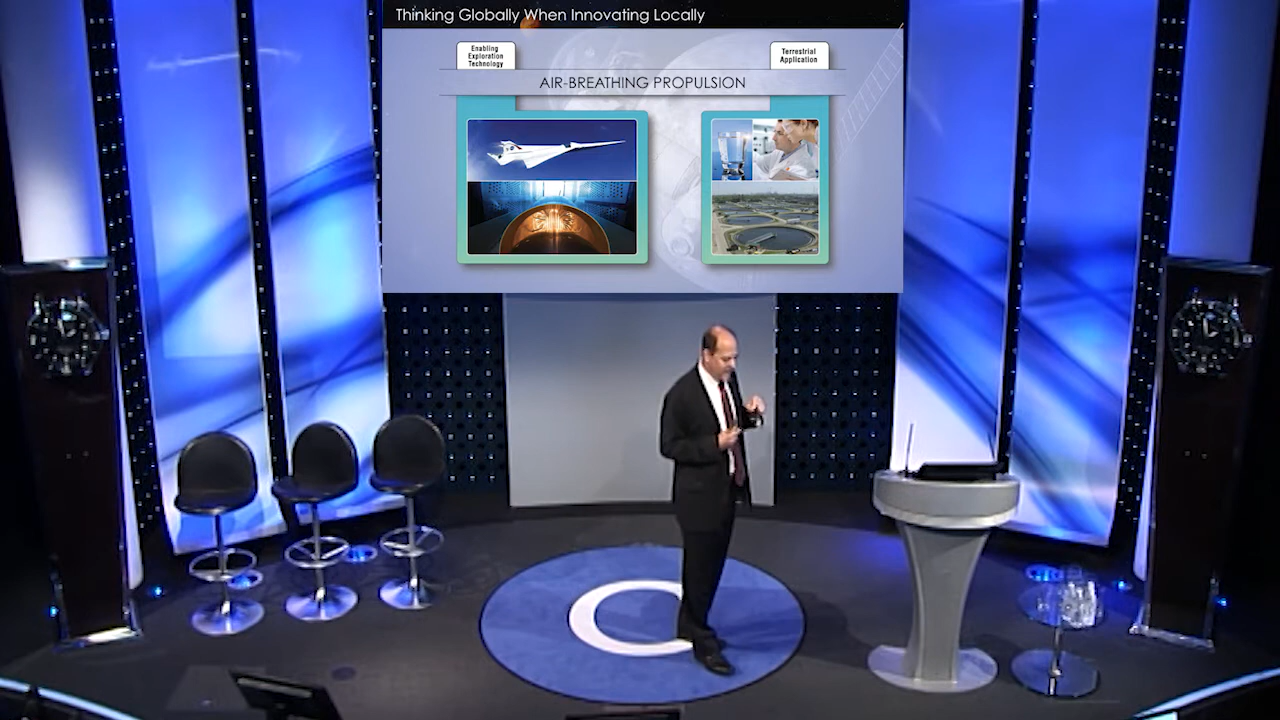 Thinking Globally When Innovating Locally
Enabling
Exploration
Technology
Terrestrial
Application
AIR-BREATHING PROPULSION